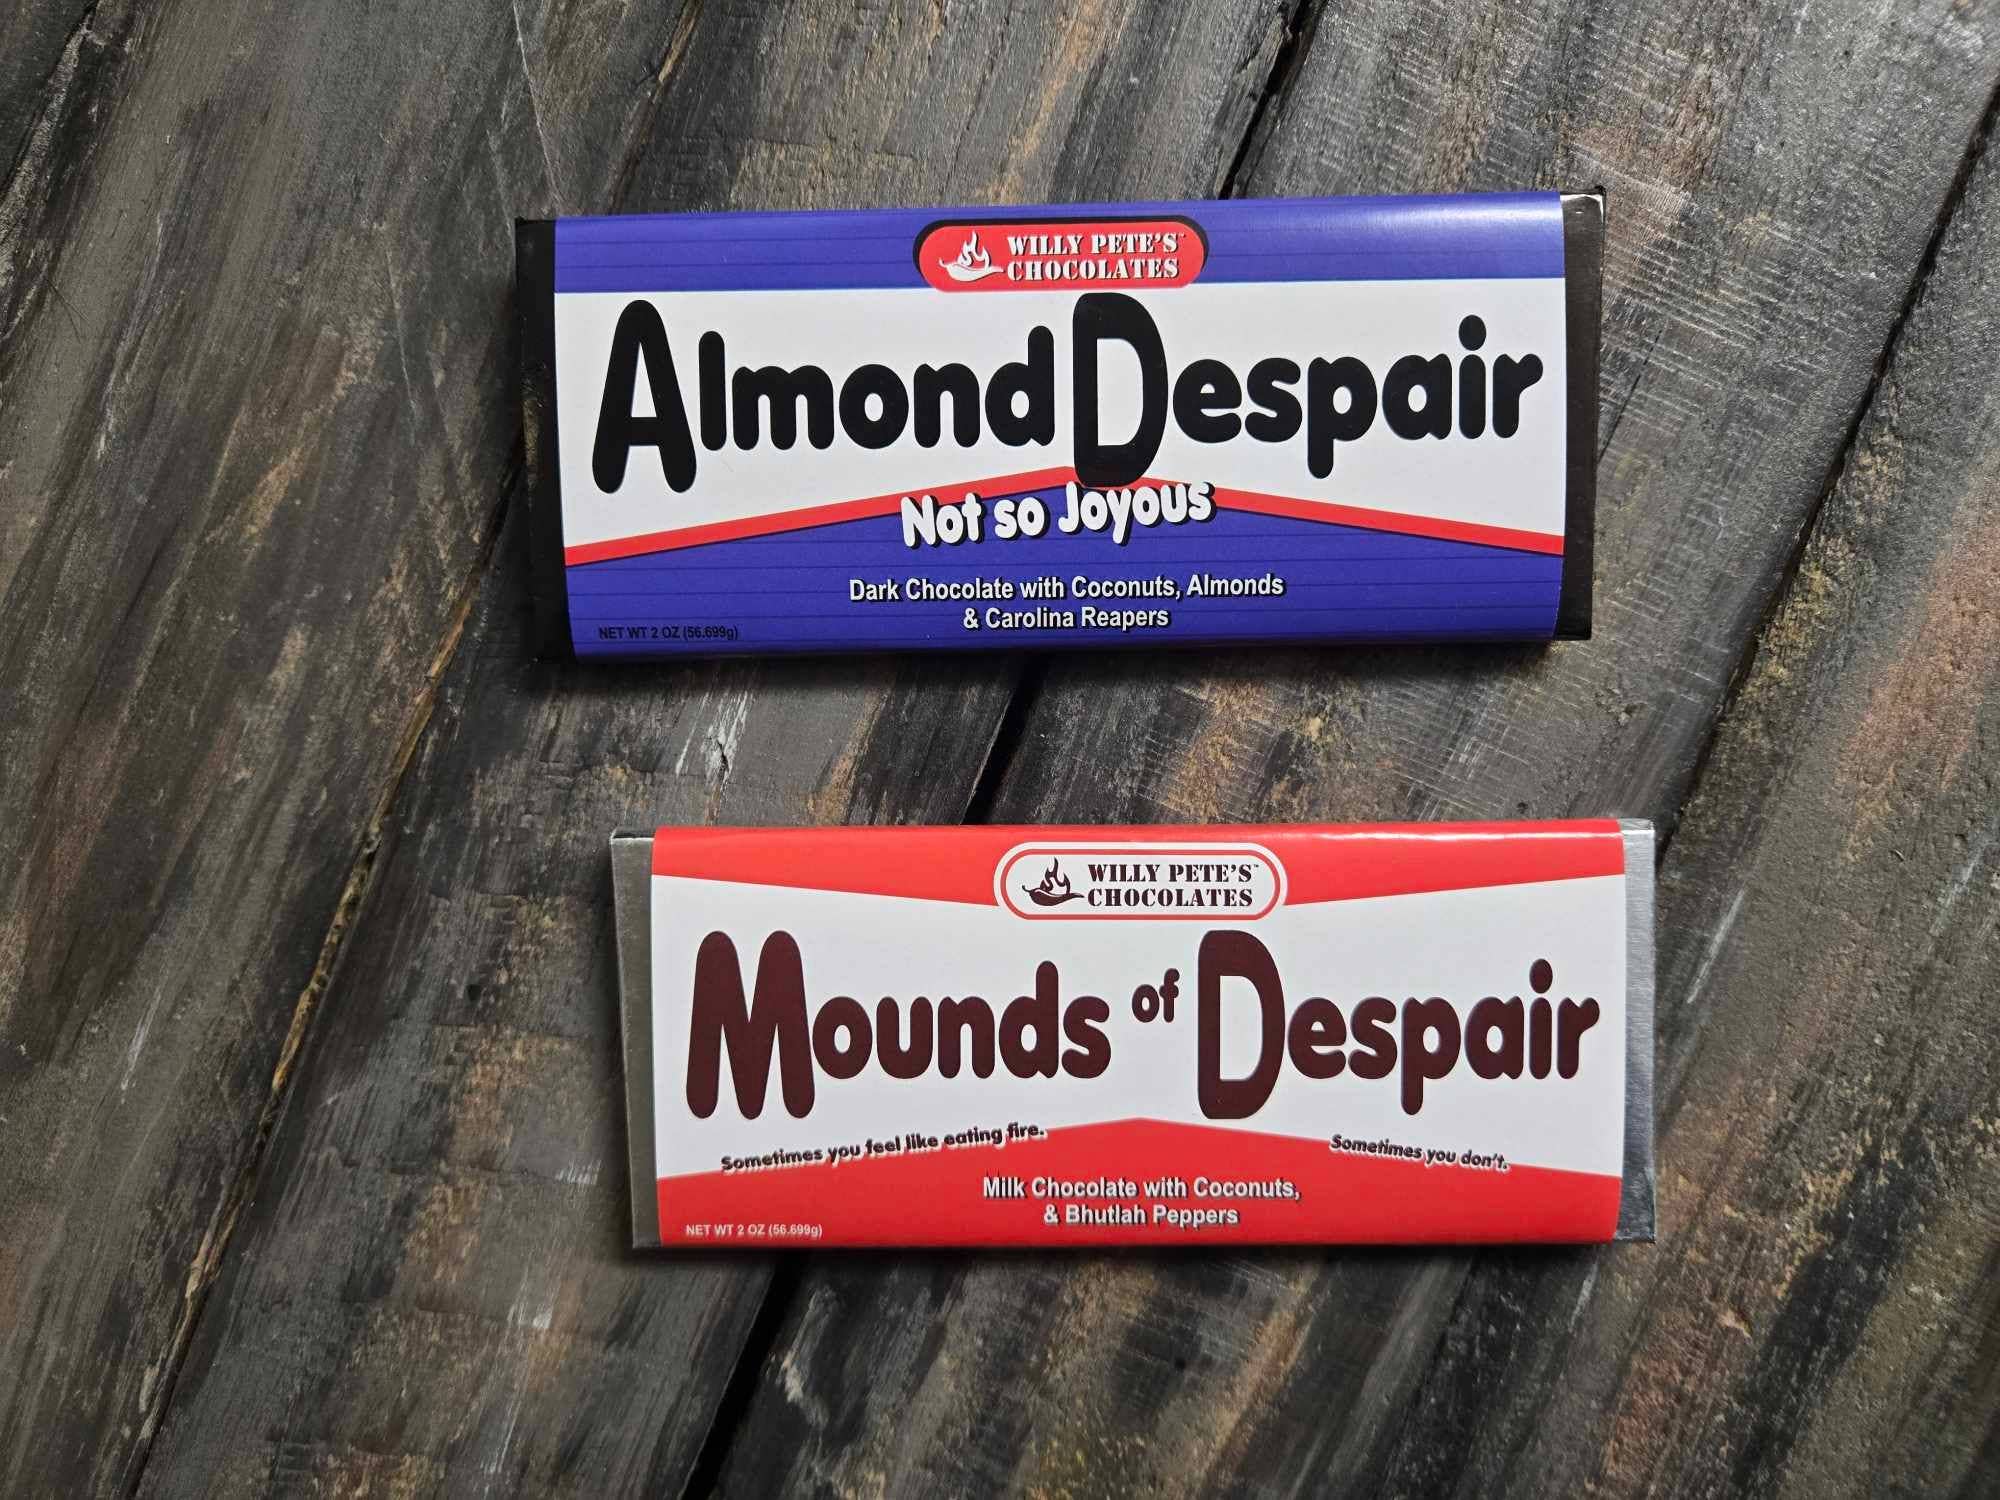 WILLY PETE'S™
CHOCOLATES
Almond Despair
Not so Joyous
Dark Chocolate with Coconuts, Almonds
& Carolina Reapers
NET WT 2 OZ (56.699g)
WILLY PETE'S™
CHOCOLATES
Mounds of Despair
Sometimes you feel like eating fire.
Sometimes you don't.
Milk Chocolate with Coconuts,
& Bhutlah Peppers
NET WT 2 OZ (56.699g)